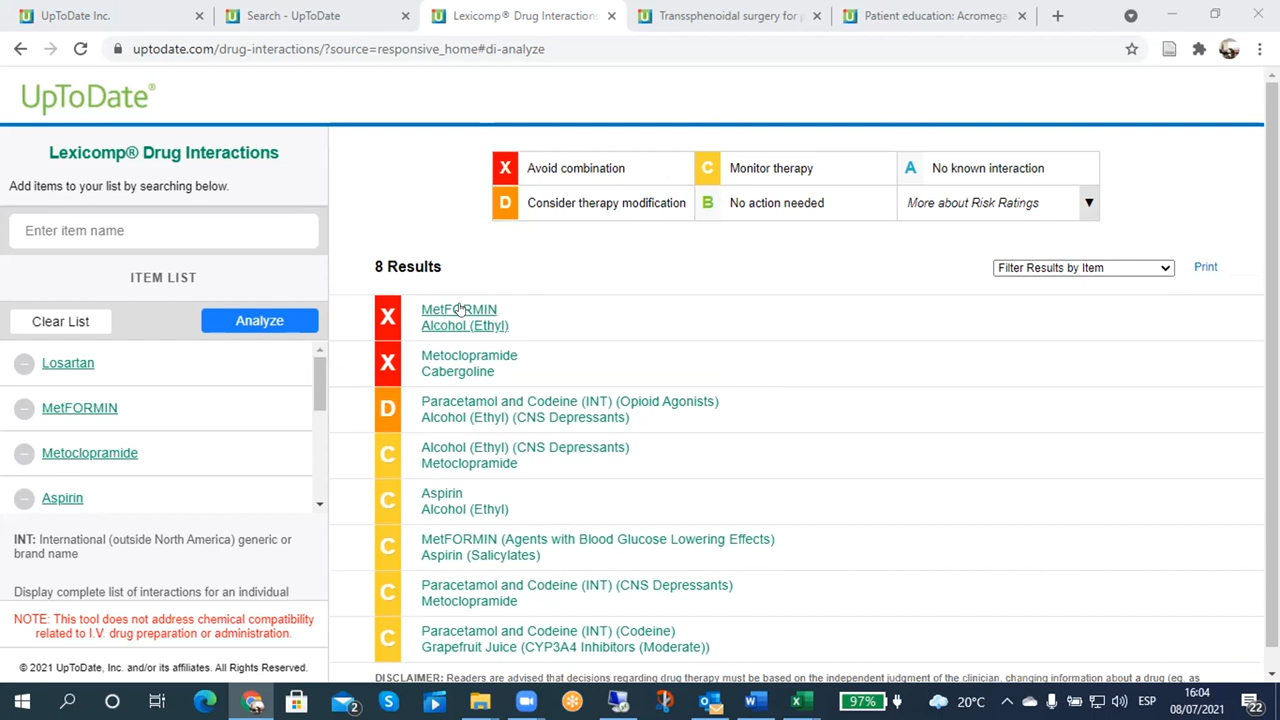 UpToDate Inc.
Search - UpToDate
Lexicomp® Drug Interactions
Transsphenoidal surgery for p
Patient education: Acromega
uptodate.com/drug-interactions/?source=responsive_home#di-analyze
UpToDate®
Lexicomp® Drug Interactions
Add items to your list by searching below.
Enter item name
ITEM LIST
Clear List
Analyze
Losartan
MetFORMIN
Metoclopramide
Aspirin
INT: International (outside North America) generic or
brand name
Display complete list of interactions for an individual
NOTE: This tool does not address chemical compatibility
related to I.V. drug preparation or administration.
© 2021 UpToDate, Inc. and/or its affiliates. All Rights Reserved.
X Avoid combination
C Monitor therapy
A No known interaction
D Consider therapy modification
B No action needed
More about Risk Ratings
8 Results
Filter Results by Item
Print
X MetFORMIN
Alcohol (Ethyl)
X Metoclopramide
Cabergoline
D Paracetamol and Codeine (INT) (Opioid Agonists)
Alcohol (Ethyl) (CNS Depressants)
C Alcohol (Ethyl) (CNS Depressants)
Metoclopramide
C Aspirin
Alcohol (Ethyl)
C MetFORMIN (Agents with Blood Glucose Lowering Effects)
Aspirin (Salicylates)
C Paracetamol and Codeine (INT) (CNS Depressants)
Metoclopramide
C Paracetamol and Codeine (INT) (Codeine)
Grapefruit Juice (CYP3A4 Inhibitors (Moderate))
DISCLAIMER: Readers are advised that decisions regarding drug therapy must be based on the independent judgment of the clinician, changing information about a drug (eg, as
2
97%
20°C
ESP
16:04
08/07/2021
22